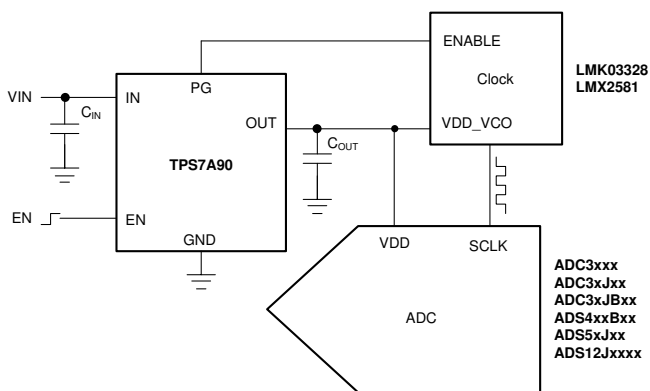 ENABLE
Clock
LMK03328
LMX2581
VIN
C_IN
IN
PG
OUT
VDD_VCO
C_OUT
TPS7A90
EN
EN
GND
VDD
SCLK
ADC
ADC3xxx
ADC3xJxx
ADC3xJBxx
ADS4xxBxx
ADS5xJxx
ADS12Jxxxx